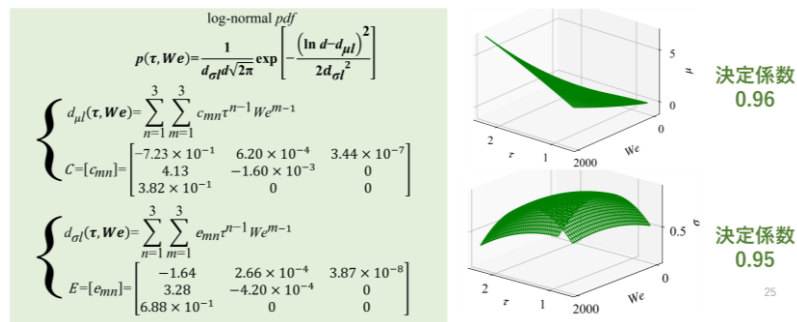 log-normal pdf
p(τ,We)=1/(d_σl d√2π) exp[-(ln d-d_μl)²/(2d_σl²)]
d_μl(τ,We)=∑_{n=1}^{3} ∑_{m=1}^{3} c_mn τ^{n-1} We^{m-1}
C=[c_mn]=
−7.23 × 10⁻¹ 6.20 × 10⁻⁴ 3.44 × 10⁻⁷
4.13 −1.60 × 10⁻³ 0
3.82 × 10⁻¹ 0 0
d_σl(τ,We)=∑_{n=1}^{3} ∑_{m=1}^{3} e_mn τ^{n-1} We^{m-1}
E=[e_mn]=
−1.64 2.66 × 10⁻⁴ 3.87 × 10⁻⁸
3.28 −4.20 × 10⁻⁴ 0
6.88 × 10⁻¹ 0 0
5
μ
0
0
2
τ
1
2000
We
決定係数
0.96
σ
0.5
0
2
τ
1
2000
We
決定係数
0.95
25